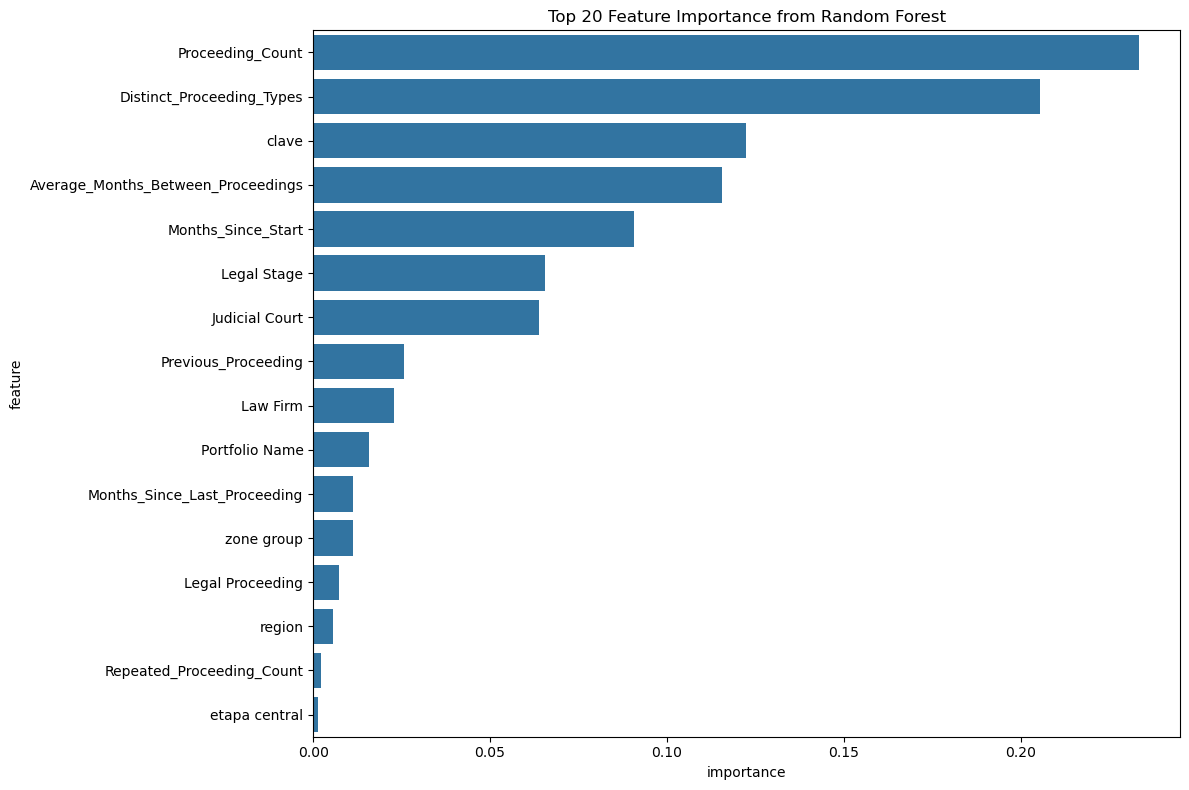 Top 20 Feature Importance from Random Forest
Proceeding_Count
Distinct_Proceeding_Types
clave
Average_Months_Between_Proceedings
Months_Since_Start
Legal Stage
Judicial Court
Previous_Proceeding
Law Firm
Portfolio Name
Months_Since_Last_Proceeding
zone group
Legal Proceeding
region
Repeated_Proceeding_Count
etapa central
feature
0.00 0.05 0.10 0.15 0.20
importance